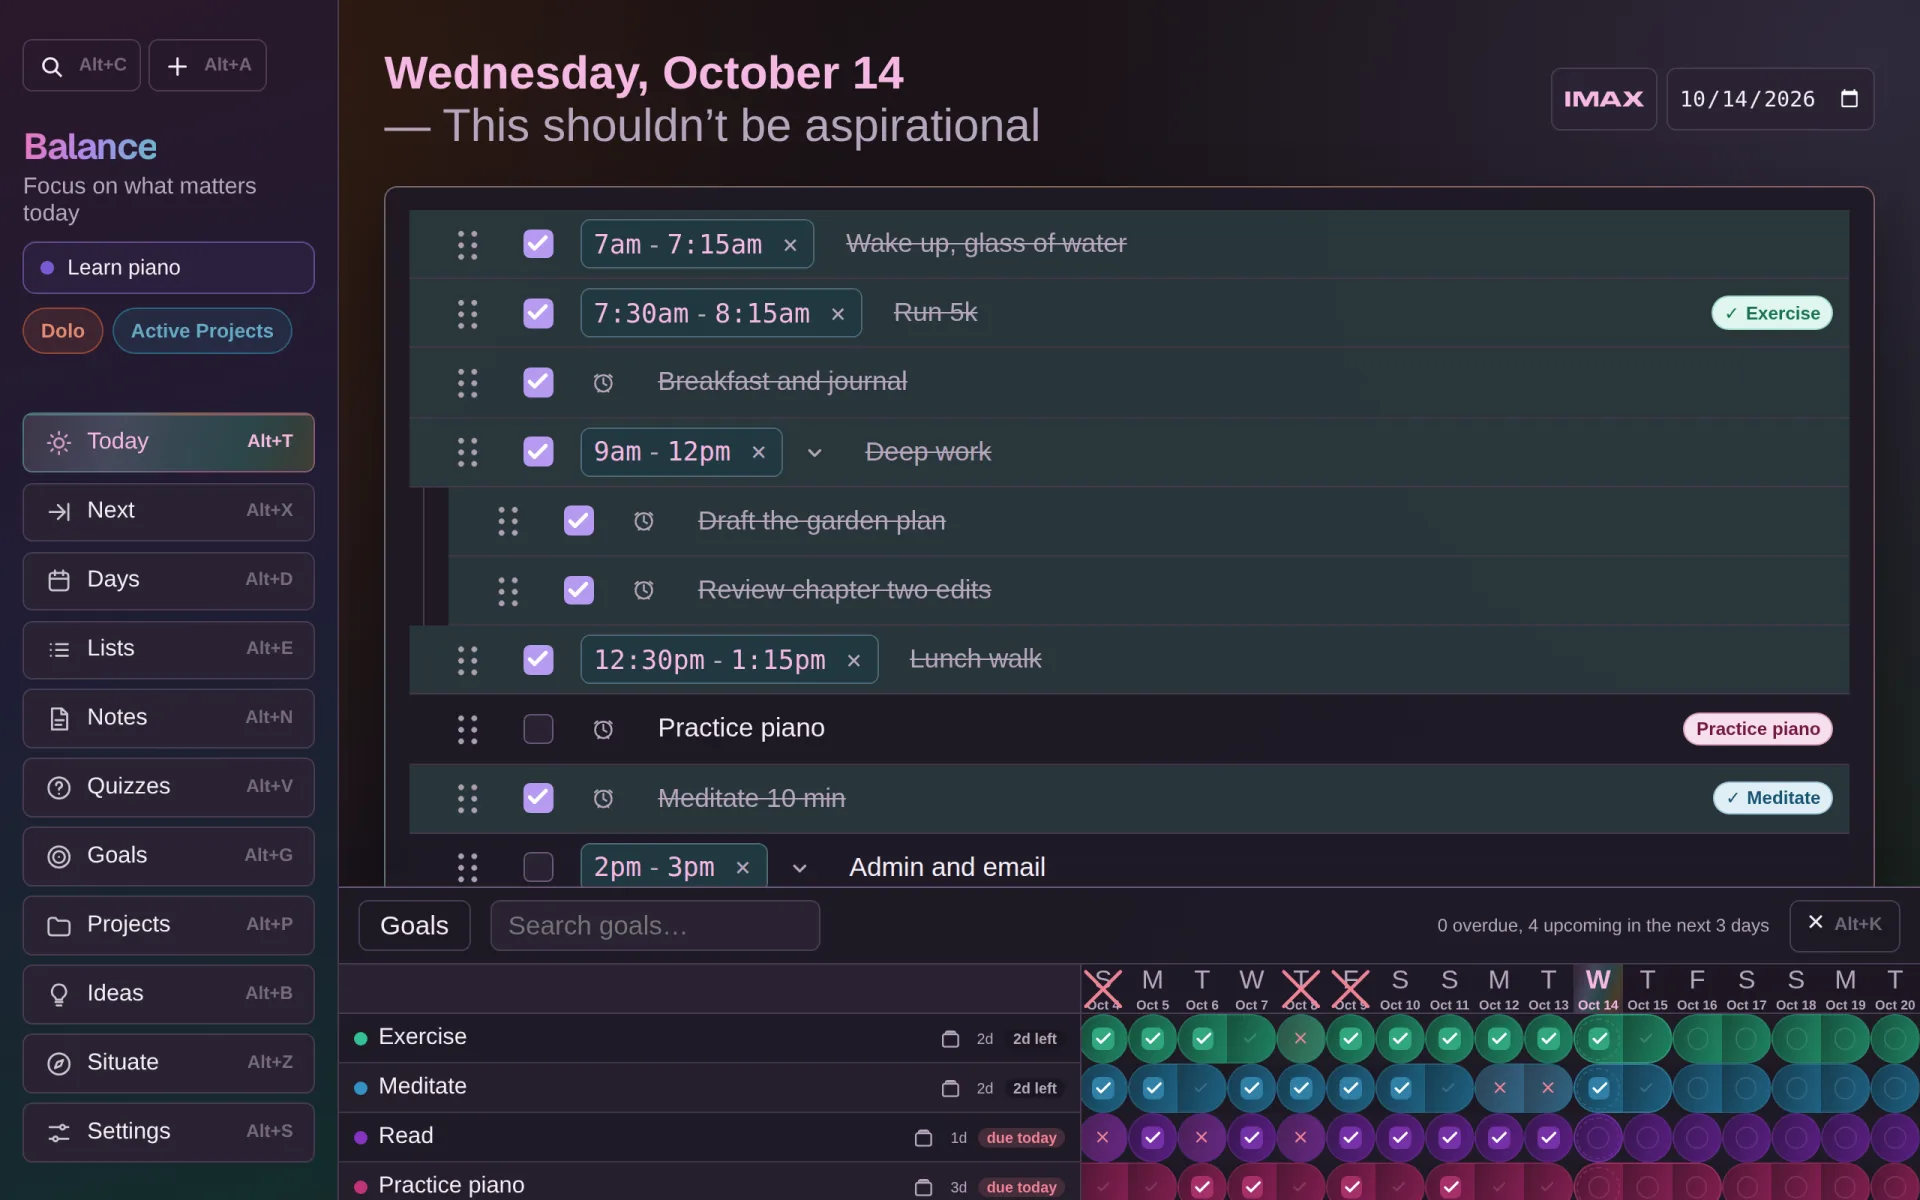 Alt+C
Alt+A
Balance
Focus on what matters
today
Learn piano
Dolo
Active Projects
Today Alt+T
Next Alt+X
Days Alt+D
Lists Alt+E
Notes Alt+N
Quizzes Alt+V
Goals Alt+G
Projects Alt+P
Ideas Alt+B
Situate Alt+Z
Settings Alt+S
Wednesday, October 14
— This shouldn’t be aspirational
IMAX
10/14/2026
7am - 7:15am × Wake up, glass of water
7:30am - 8:15am × Run 5k ✓ Exercise
Breakfast and journal
9am - 12pm × Deep work
Draft the garden plan
Review chapter two edits
12:30pm - 1:15pm × Lunch walk
Practice piano Practice piano
Meditate 10 min ✓ Meditate
2pm - 3pm × Admin and email
Goals
Search goals…
0 overdue, 4 upcoming in the next 3 days
× Alt+K
S M T W T F S S M T W T F S S M T
Oct 4 Oct 5 Oct 6 Oct 7 Oct 8 Oct 9 Oct 10 Oct 11 Oct 12 Oct 13 Oct 14 Oct 15 Oct 16 Oct 17 Oct 18 Oct 19 Oct 20
Exercise 2d 2d left
Meditate 2d 2d left
Read 1d due today
Practice piano 3d due today